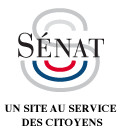 SÉNAT
UN SITE AU SERVICE
DES CITOYENS